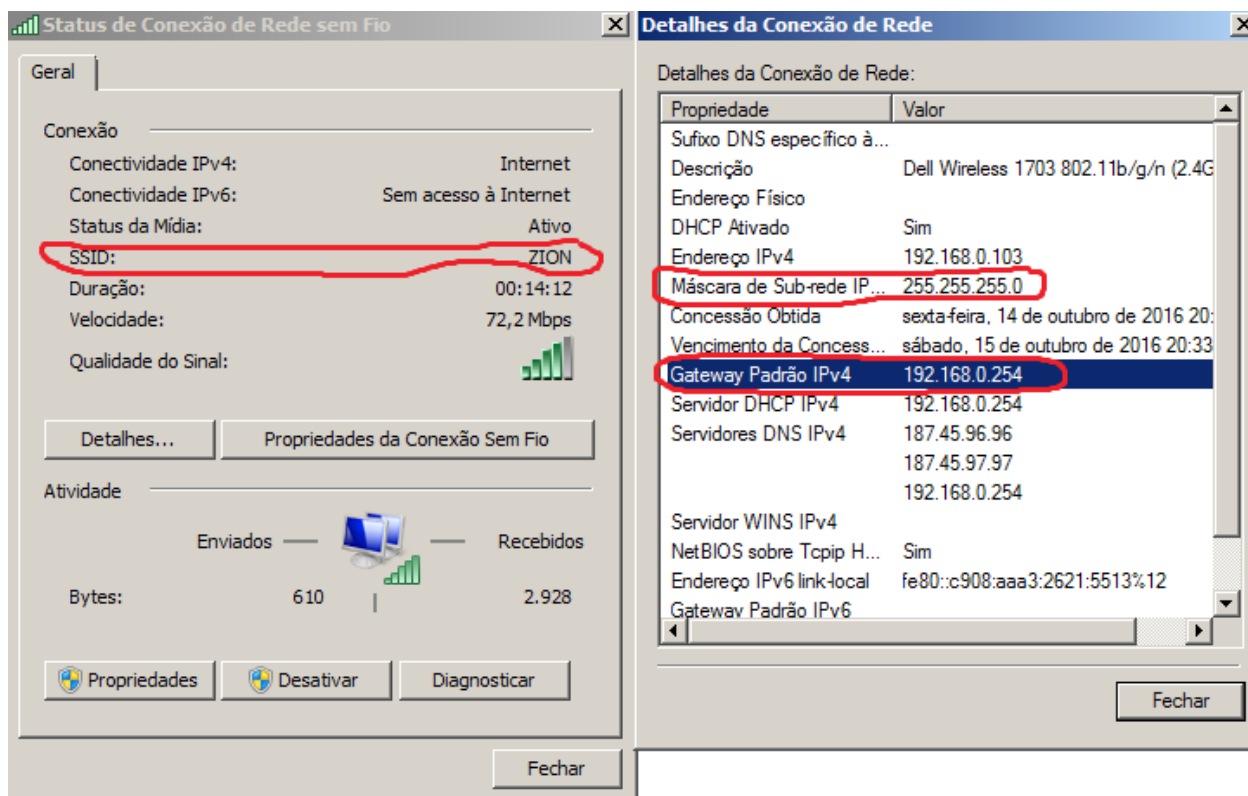 Status de Conexão de Rede sem Fio
Geral
Conexão
Conectividade IPv4: Internet
Conectividade IPv6: Sem acesso à Internet
Status da Mídia: Ativo
SSID: ZION
Duração: 00:14:12
Velocidade: 72,2 Mbps
Qualidade do Sinal:
Detalhes... Propriedades da Conexão Sem Fio
Atividade
Enviados Recebidos
Bytes: 610 2.928
Propriedades Desativar Diagnosticar
Fechar
Detalhes da Conexão de Rede
Detalhes da Conexão de Rede:
Propriedade Valor
Sufixo DNS específico à...
Descrição Dell Wireless 1703 802.11b/g/n (2.4G
Endereço Físico
DHCP Ativado Sim
Endereço IPv4 192.168.0.103
Máscara de Sub-rede IP... 255.255.255.0
Concessão Obtida sexta-feira, 14 de outubro de 2016 20:
Vencimento da Concess... sábado, 15 de outubro de 2016 20:33
Gateway Padrão IPv4 192.168.0.254
Servidor DHCP IPv4 192.168.0.254
Servidores DNS IPv4 187.45.96.96
187.45.97.97
192.168.0.254
Servidor WINS IPv4
NetBIOS sobre Tcpip H... Sim
Endereço IPv6 link-local fe80::c908:aaa3:2621:5513%12
Gateway Padrão IPv6
Fechar